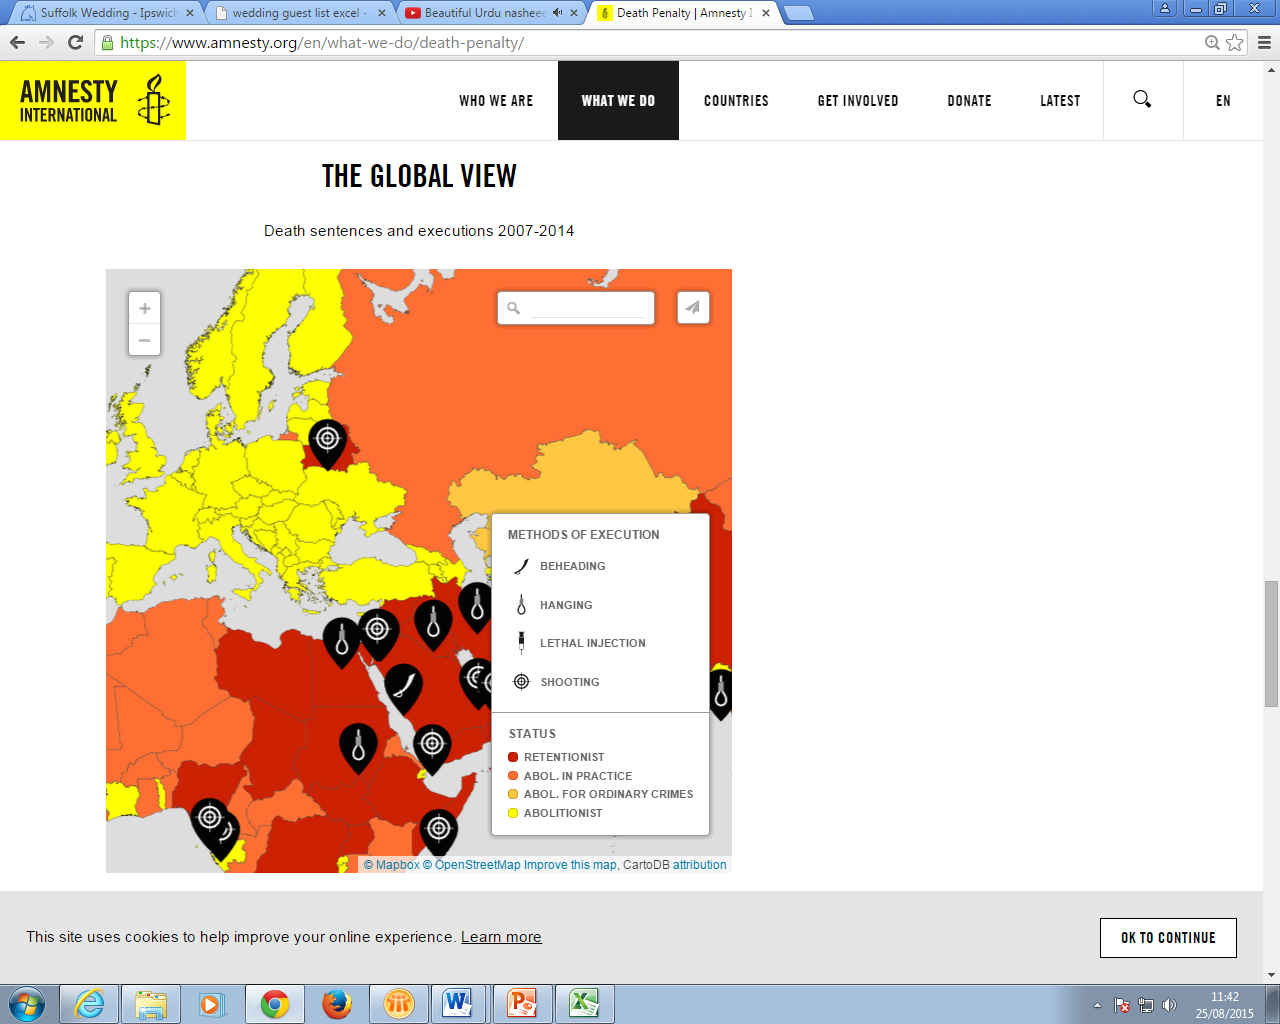 Suffolk Wedding - Ipswich
wedding guest list excel -
Beautiful Urdu nasheed
Death Penalty | Amnesty I
https://www.amnesty.org/en/what-we-do/death-penalty/
AMNESTY
INTERNATIONAL
WHO WE ARE
WHAT WE DO
COUNTRIES
GET INVOLVED
DONATE
LATEST
EN
THE GLOBAL VIEW
Death sentences and executions 2007-2014
+
−
METHODS OF EXECUTION
BEHEADING
HANGING
LETHAL INJECTION
SHOOTING
STATUS
RETENTIONIST
ABOL. IN PRACTICE
ABOL. FOR ORDINARY CRIMES
ABOLITIONIST
© Mapbox © OpenStreetMap Improve this map, CartoDB attribution
This site uses cookies to help improve your online experience. Learn more
OK TO CONTINUE
11:42
25/08/2015